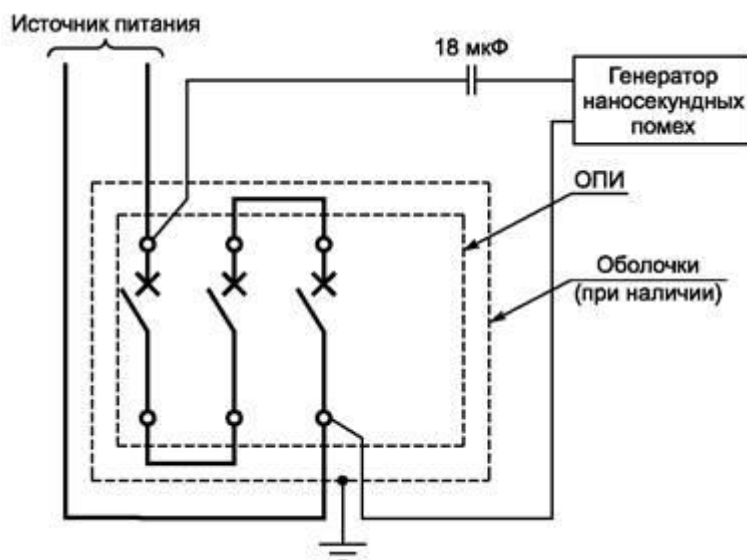 Источник питания
18 мкФ
Генератор
наносекундных
помех
ОПИ
Оболочки
(при наличии)